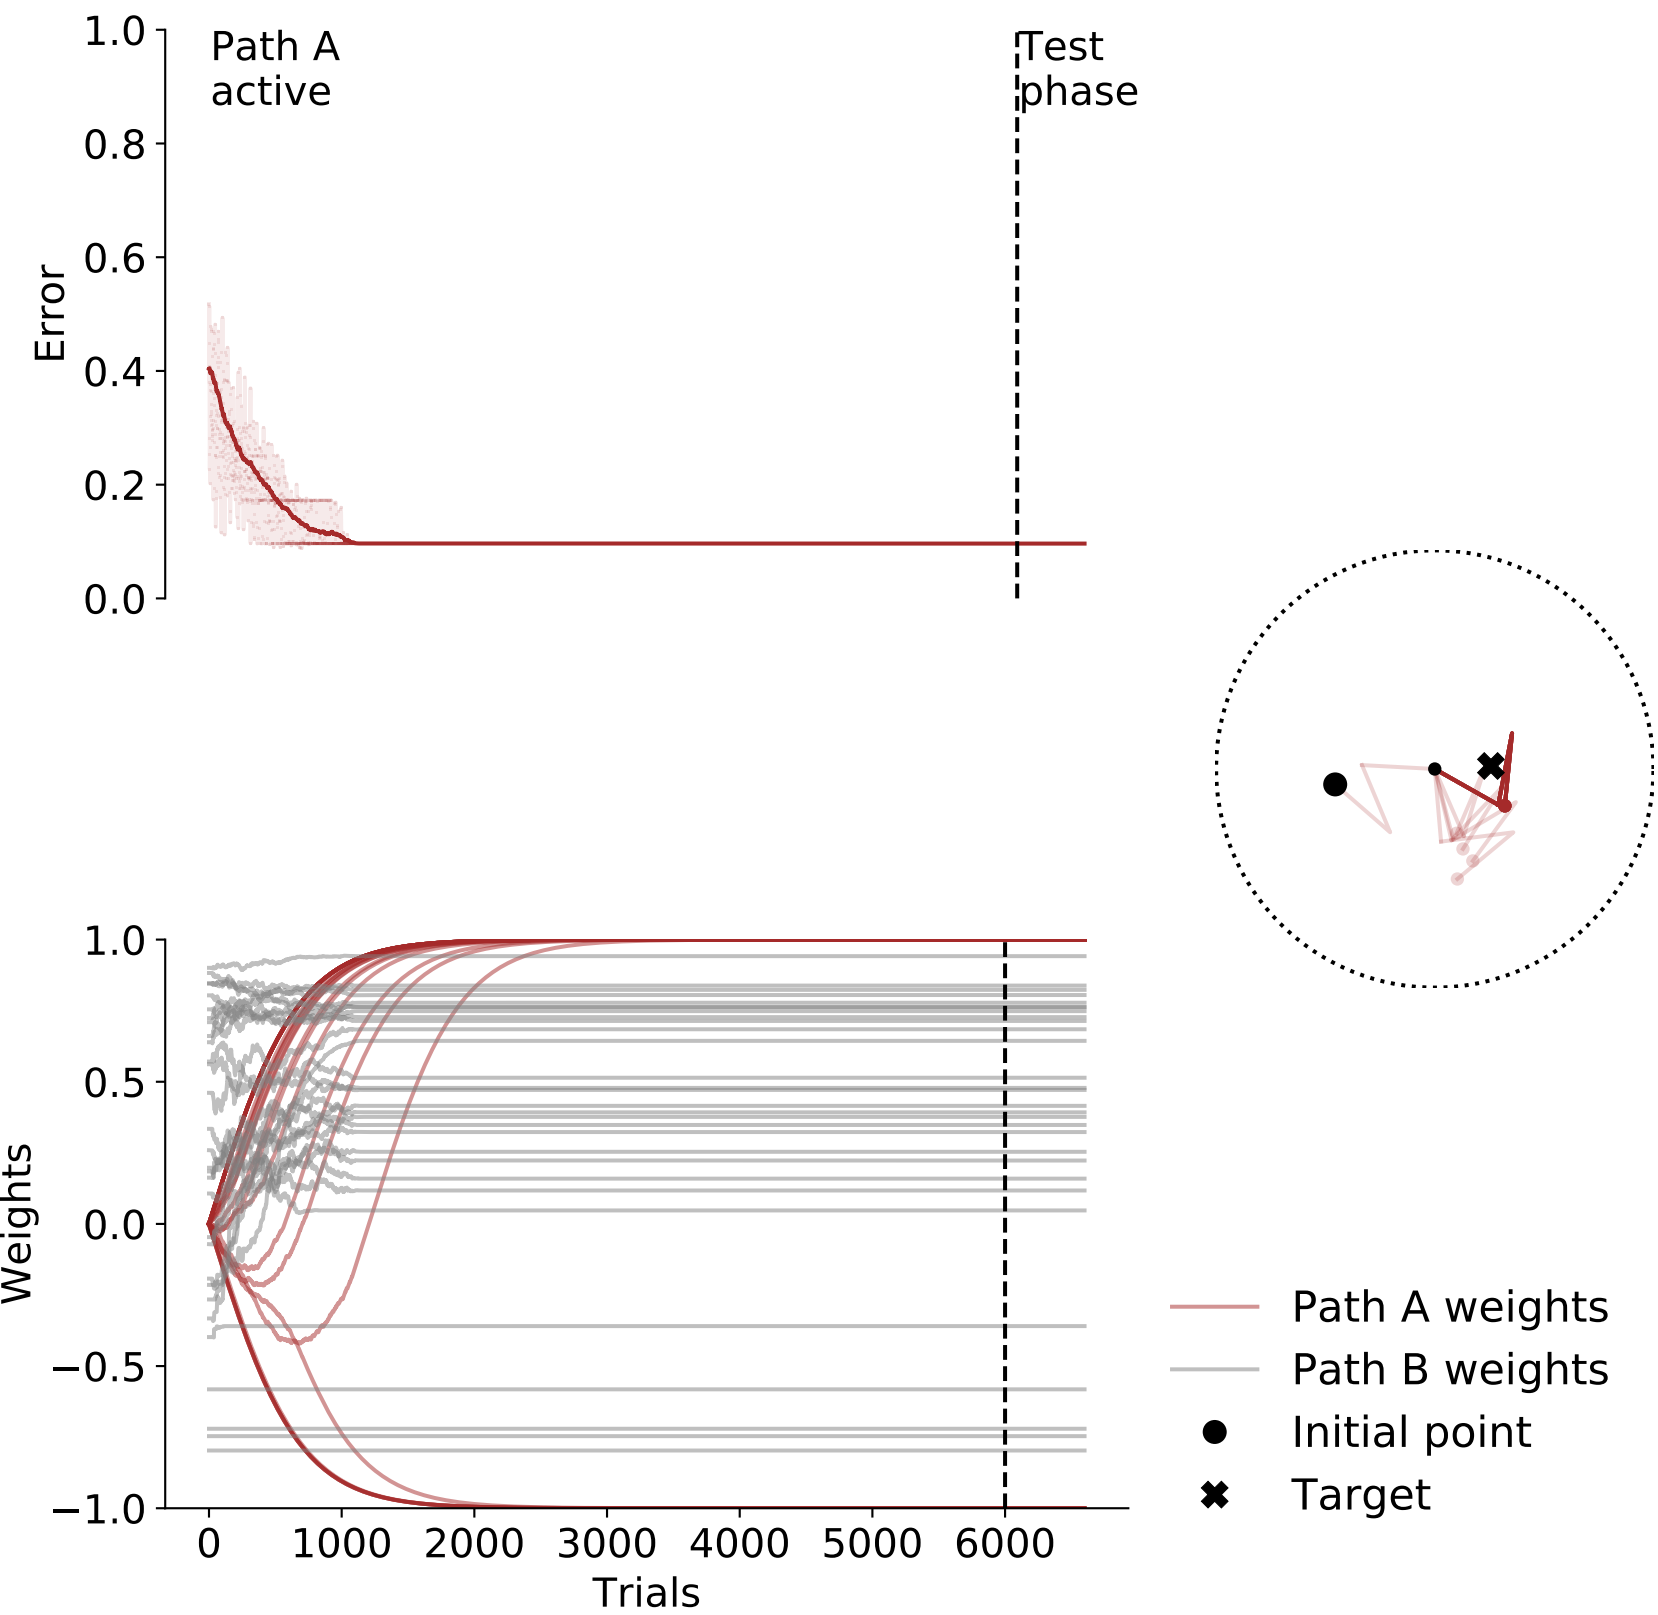 Path A
active
Test
phase
1.0
0.8
0.6
0.4
0.2
0.0
Error
1.0
0.5
0.0
−0.5
−1.0
Weights
0 1000 2000 3000 4000 5000 6000
Trials
Path A weights
Path B weights
Initial point
Target